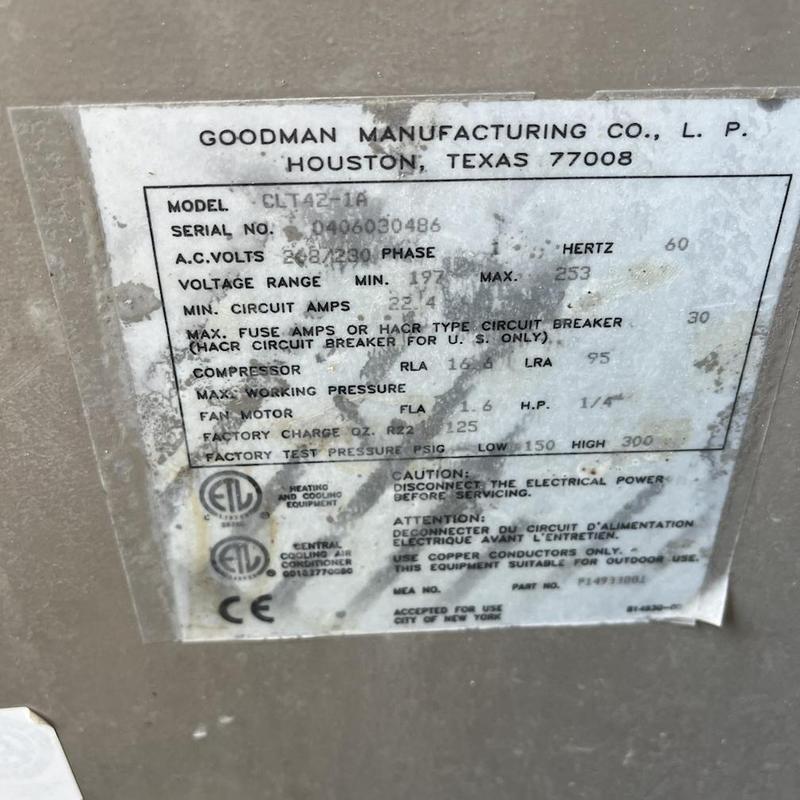 GOODMAN MANUFACTURING CO., L. P.
HOUSTON, TEXAS 77008
MODEL CLT42-1A
SERIAL NO. 0406030486
A.C.VOLTS 208/230 PHASE 1 HERTZ 60
VOLTAGE RANGE MIN. 197 MAX. 253
MIN. CIRCUIT AMPS 22.4
MAX. FUSE AMPS OR HACR TYPE CIRCUIT BREAKER 30
(HACR CIRCUIT BREAKER FOR U. S. ONLY)
COMPRESSOR RLA 16.6 LRA 95
MAX. WORKING PRESSURE
FAN MOTOR FLA 1.6 H.P. 1/4
FACTORY CHARGE OZ. R22 125
FACTORY TEST PRESSURE PSIG LOW 150 HIGH 300
ETL
HEATING
AND COOLING
EQUIPMENT
CAUTION:
DISCONNECT THE ELECTRICAL POWER
BEFORE SERVICING.
ATTENTION:
DECONNECTER DU CIRCUIT D'ALIMENTATION
ELECTRIQUE AVANT L'ENTRETIEN.
ETL
CENTRAL
COOLING AIR
CONDITIONER
USE COPPER CONDUCTORS ONLY.
THIS EQUIPMENT SUITABLE FOR OUTDOOR USE.
MEA NO. PART NO.
CE
ACCEPTED FOR USE
CITY OF NEW YORK